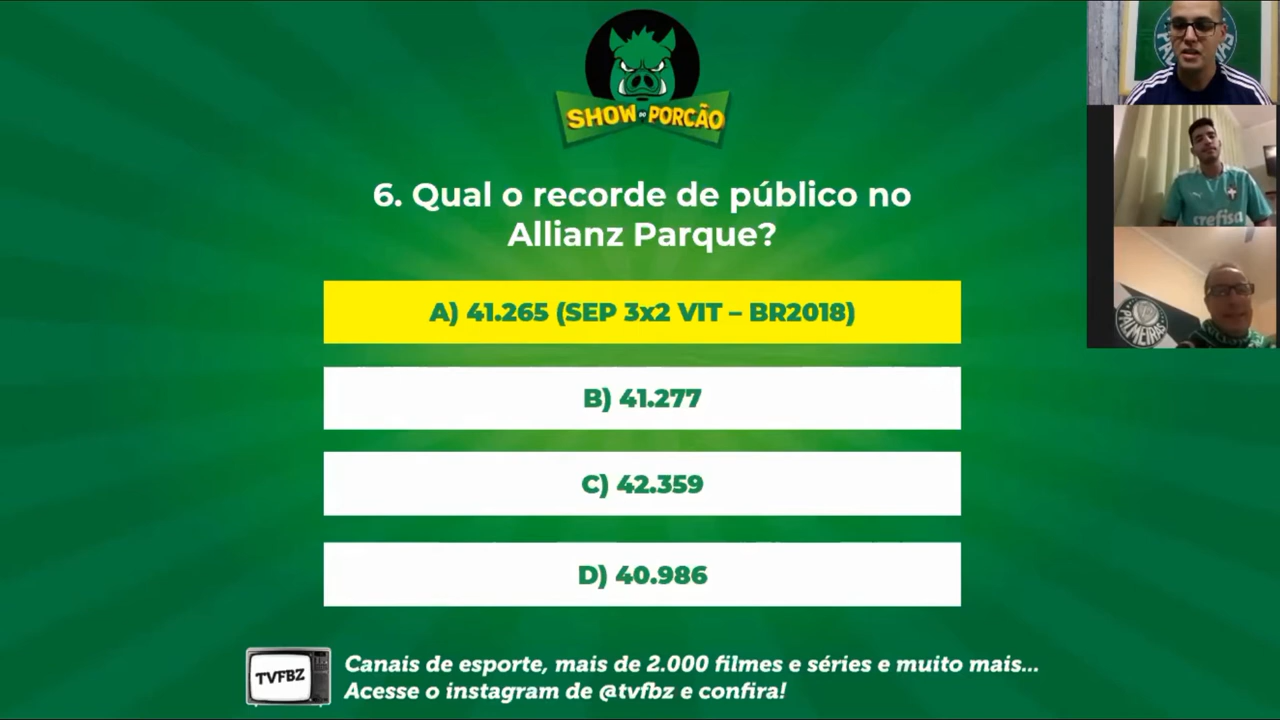 SHOW DO PORCÃO
6. Qual o recorde de público no
Allianz Parque?
A) 41.265 (SEP 3x2 VIT – BR2018)
B) 41.277
C) 42.359
D) 40.986
TVFBZ
Canais de esporte, mais de 2.000 filmes e séries e muito mais...
Acesse o instagram de @tvfbz e confira!
crefisa
PALMEIRAS